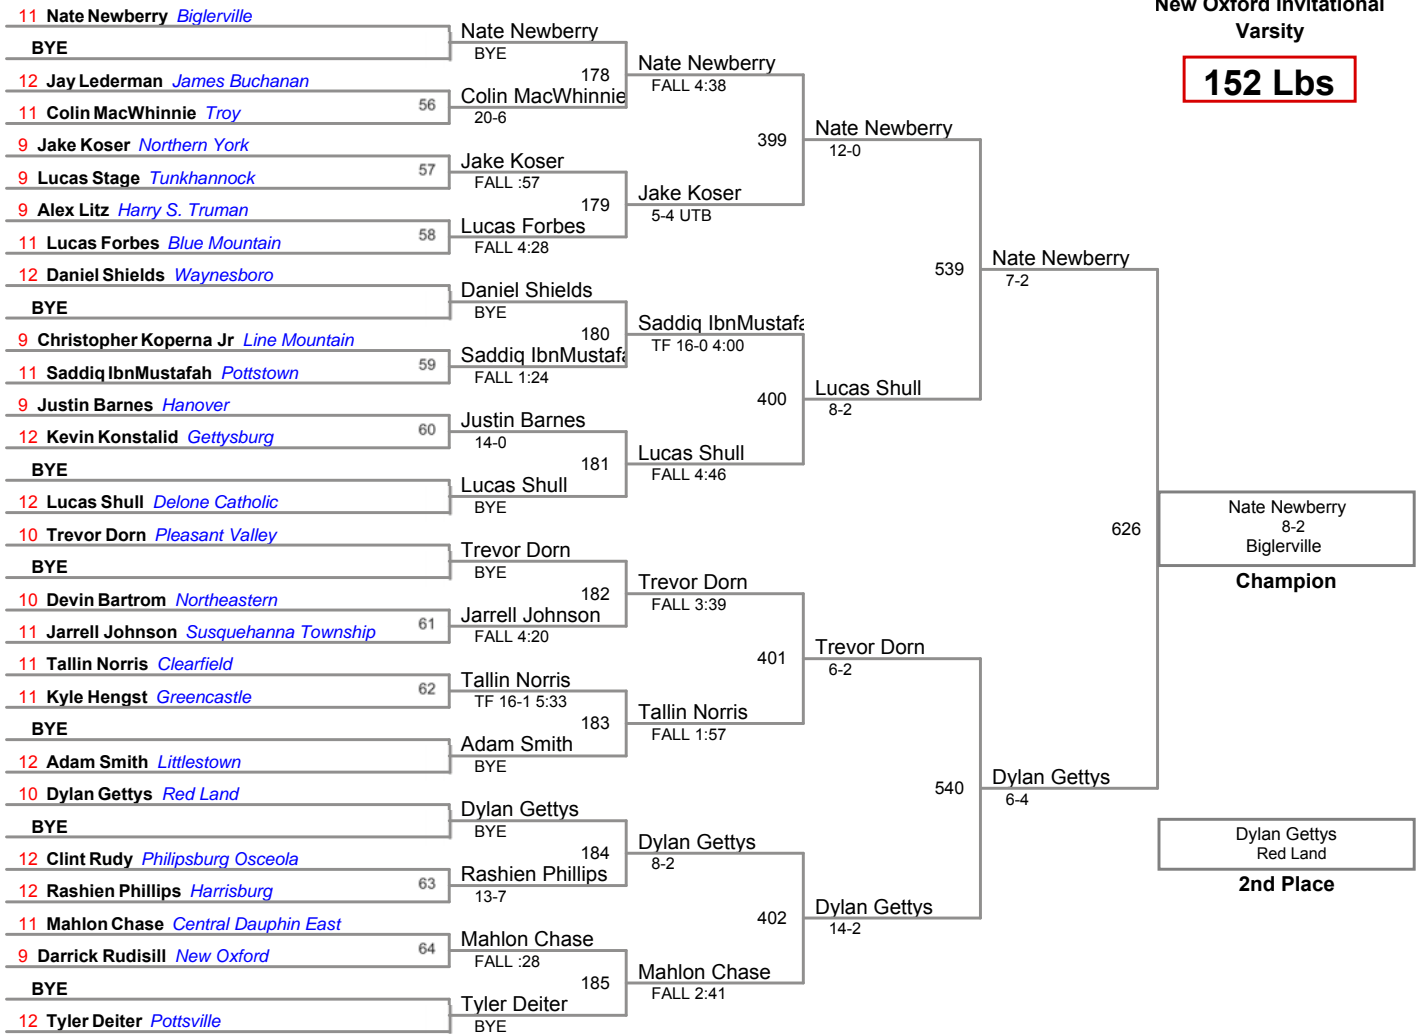 New Oxford Invitational
Varsity
152 Lbs
11 Nate Newberry Biglerville
BYE
12 Jay Lederman James Buchanan
11 Colin MacWhinnie Troy
9 Jake Koser Northern York
9 Lucas Stage Tunkhannock
9 Alex Litz Harry S. Truman
11 Lucas Forbes Blue Mountain
12 Daniel Shields Waynesboro
BYE
9 Christopher Koperna Jr Line Mountain
11 Saddiq IbnMustafah Pottstown
9 Justin Barnes Hanover
12 Kevin Konstalid Gettysburg
BYE
12 Lucas Shull Delone Catholic
10 Trevor Dorn Pleasant Valley
BYE
10 Devin Bartrom Northeastern
11 Jarrell Johnson Susquehanna Township
11 Tallin Norris Clearfield
11 Kyle Hengst Greencastle
BYE
12 Adam Smith Littlestown
10 Dylan Gettys Red Land
BYE
12 Clint Rudy Philipsburg Osceola
12 Rashien Phillips Harrisburg
11 Mahlon Chase Central Dauphin East
9 Darrick Rudisill New Oxford
BYE
12 Tyler Deiter Pottsville
56
57
58
59
60
61
62
63
64
Nate Newberry
BYE
Colin MacWhinnie
20-6
Jake Koser
FALL :57
Lucas Forbes
FALL 4:28
Daniel Shields
BYE
Saddiq IbnMustafa
FALL 1:24
Justin Barnes
14-0
Lucas Shull
BYE
Trevor Dorn
BYE
Jarrell Johnson
FALL 4:20
Tallin Norris
TF 16-1 5:33
Adam Smith
BYE
Dylan Gettys
BYE
Rashien Phillips
13-7
Mahlon Chase
FALL :28
Tyler Deiter
BYE
178
179
180
181
182
183
184
185
Nate Newberry
FALL 4:38
Jake Koser
5-4 UTB
Saddiq IbnMustafa
TF 16-0 4:00
Lucas Shull
FALL 4:46
Trevor Dorn
FALL 3:39
Tallin Norris
FALL 1:57
Dylan Gettys
8-2
Mahlon Chase
FALL 2:41
399
400
401
402
Nate Newberry
12-0
Lucas Shull
8-2
Trevor Dorn
6-2
Dylan Gettys
14-2
539
540
Nate Newberry
7-2
Dylan Gettys
6-4
626
Nate Newberry
8-2
Biglerville
Champion
Dylan Gettys
Red Land
2nd Place